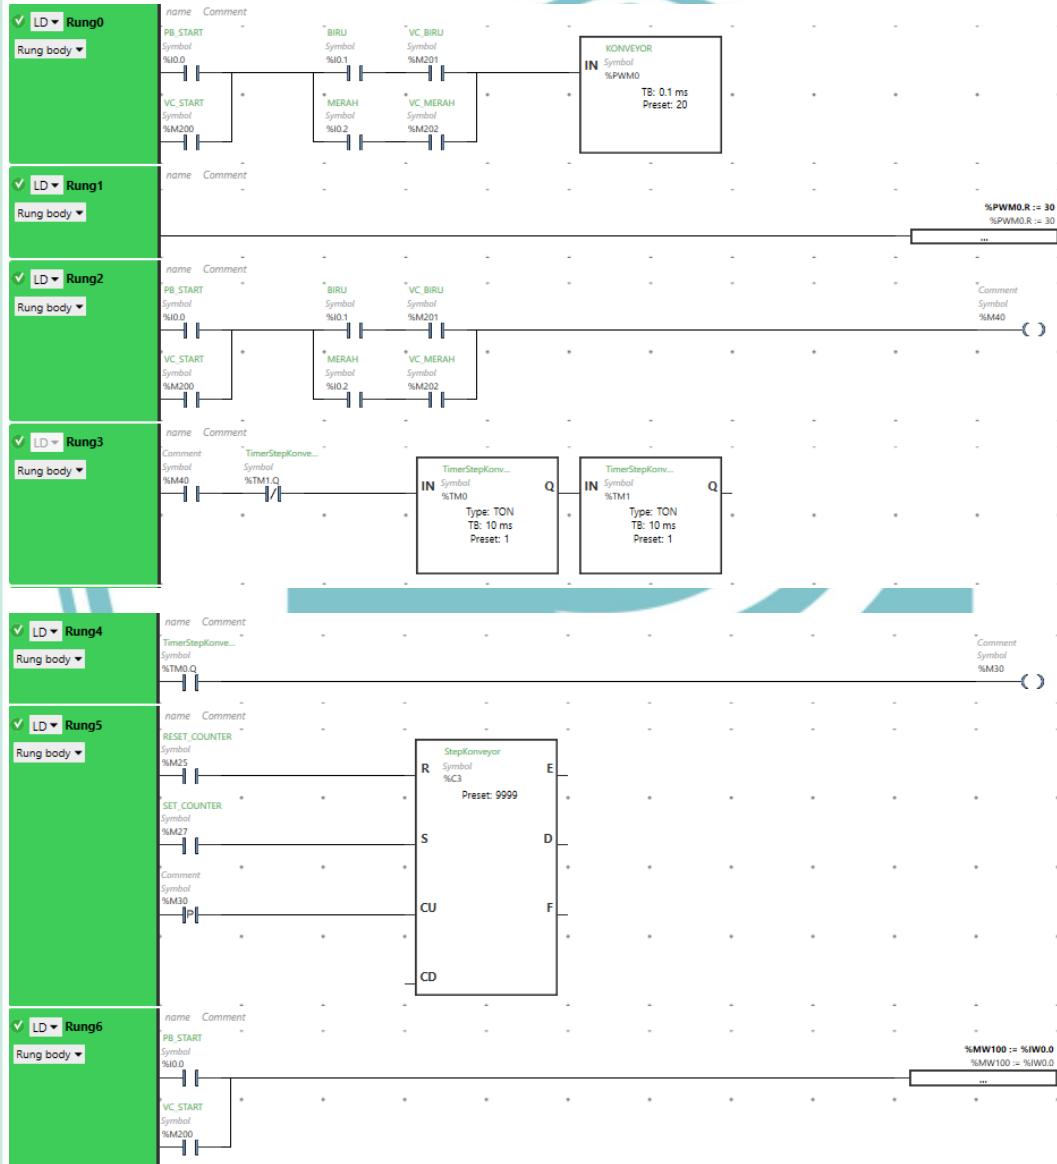 name Comment
LD Rung0
Rung body
PB_START BIRU VC_BIRU
Symbol Symbol Symbol
%I0.0 %I0.1 %M201
KONVEYOR
IN Symbol
%PWM0
TB: 0.1 ms
Preset: 20
VC_START MERAH VC_MERAH
Symbol Symbol Symbol
%M200 %I0.2 %M202
name Comment
LD Rung1
Rung body
%PWM0.R := 30
%PWM0.R := 30
...
name Comment
LD Rung2
Rung body
PB_START BIRU VC_BIRU Comment
Symbol Symbol Symbol Symbol
%I0.0 %I0.1 %M201 %M40
VC_START MERAH VC_MERAH
Symbol Symbol Symbol
%M200 %I0.2 %M202
name Comment
LD Rung3
Rung body
Comment TimerStepKonve...
Symbol Symbol
%M40 %TM1.Q
TimerStepKonv... TimerStepKonv...
IN Symbol Q IN Symbol Q
%TM0 %TM1
Type: TON Type: TON
TB: 10 ms TB: 10 ms
Preset: 1 Preset: 1
name Comment
LD Rung4
Rung body
TimerStepKonve... Comment
Symbol Symbol
%TM0.Q %M30
name Comment
LD Rung5
Rung body
RESET_COUNTER
Symbol
%M25
StepKonveyor
R Symbol E
%C3
Preset: 9999
SET_COUNTER
Symbol
%M27
S D
Comment
Symbol
%M30
P
CU F
CD
name Comment
LD Rung6
Rung body
PB_START
Symbol
%I0.0
%MW100 := %IW0.0
%MW100 := %IW0.0
...
VC_START
Symbol
%M200